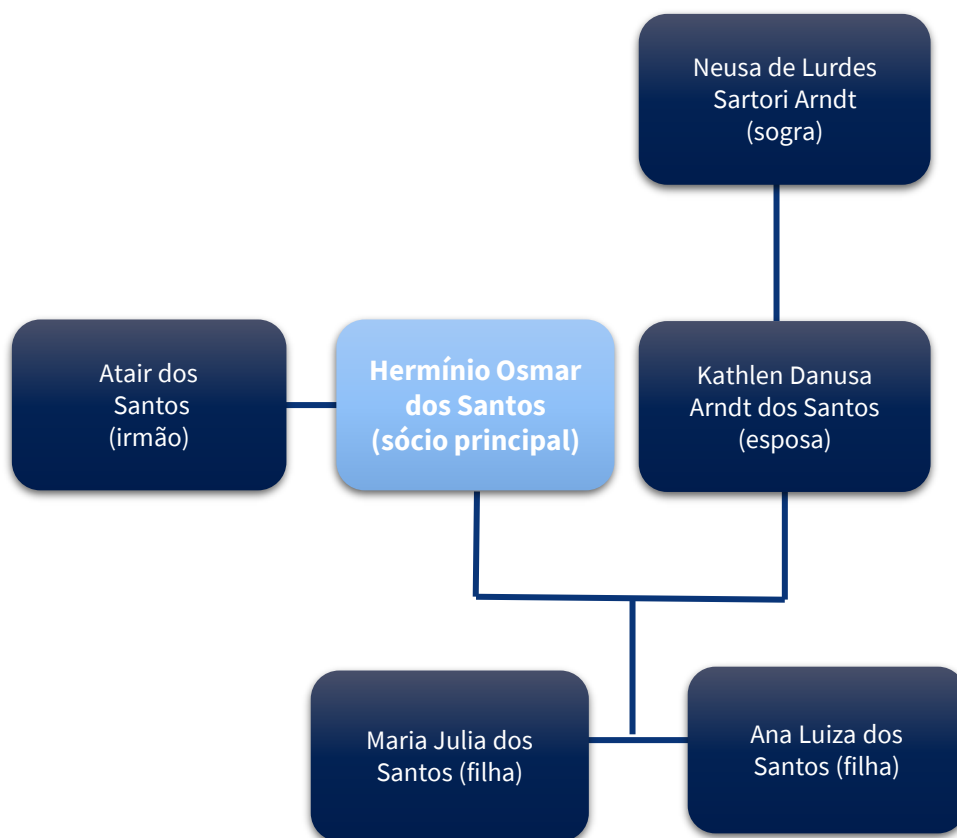 Neusa de Lurdes
Sartori Arndt
(sogra)
Atair dos
Santos
(irmão)
Hermínio Osmar
dos Santos
(sócio principal)
Kathlen Danusa
Arndt dos Santos
(esposa)
Maria Julia dos
Santos (filha)
Ana Luiza dos
Santos (filha)